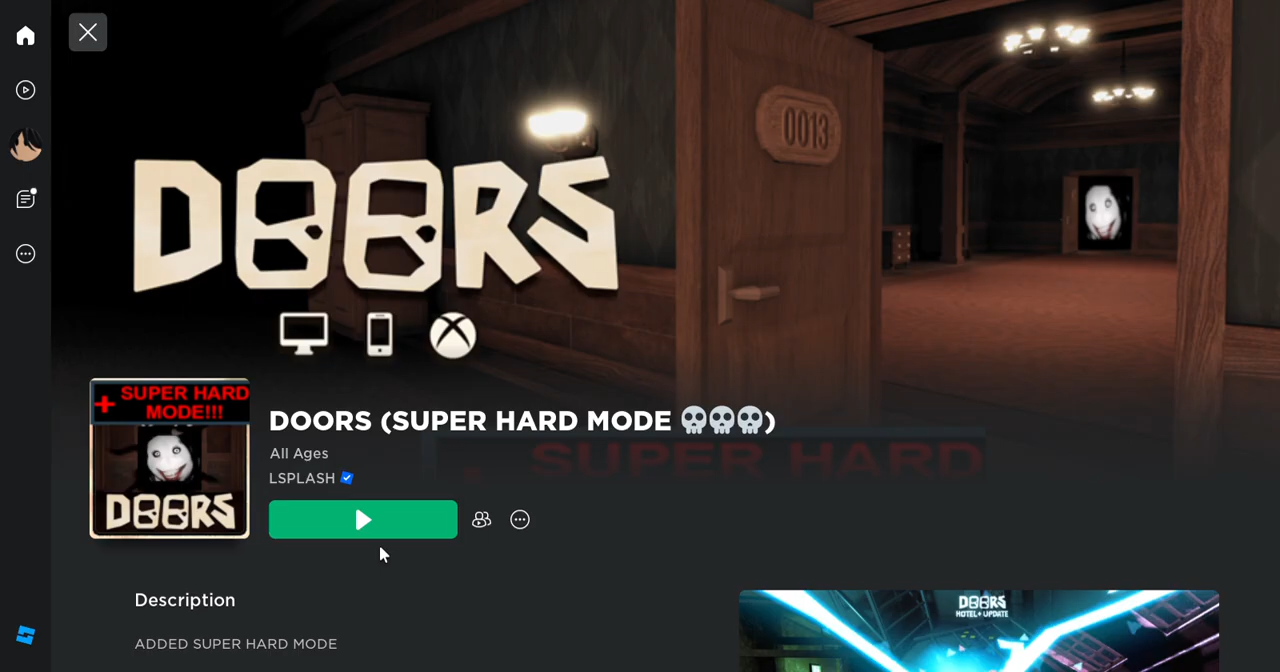 0013
DOORS
+ SUPER HARD
MODE!!!
DOORS
DOORS (SUPER HARD MODE 💀💀💀)
SUPER HARD
All Ages
LSPLASH
Description
ADDED SUPER HARD MODE
DOORS
HOTEL+ UPDATE